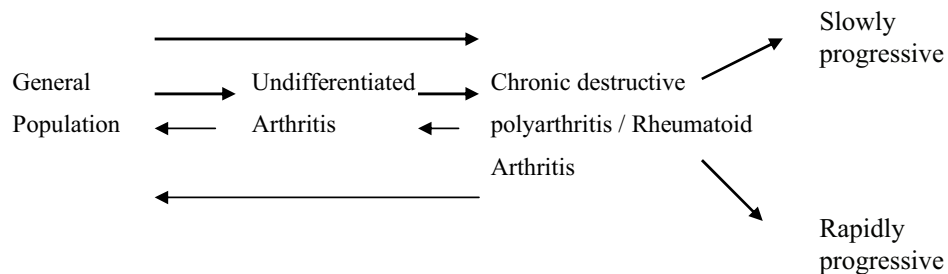 General
Population
Undifferentiated
Arthritis
Chronic destructive
polyarthritis / Rheumatoid
Arthritis
Slowly
progressive
Rapidly
progressive